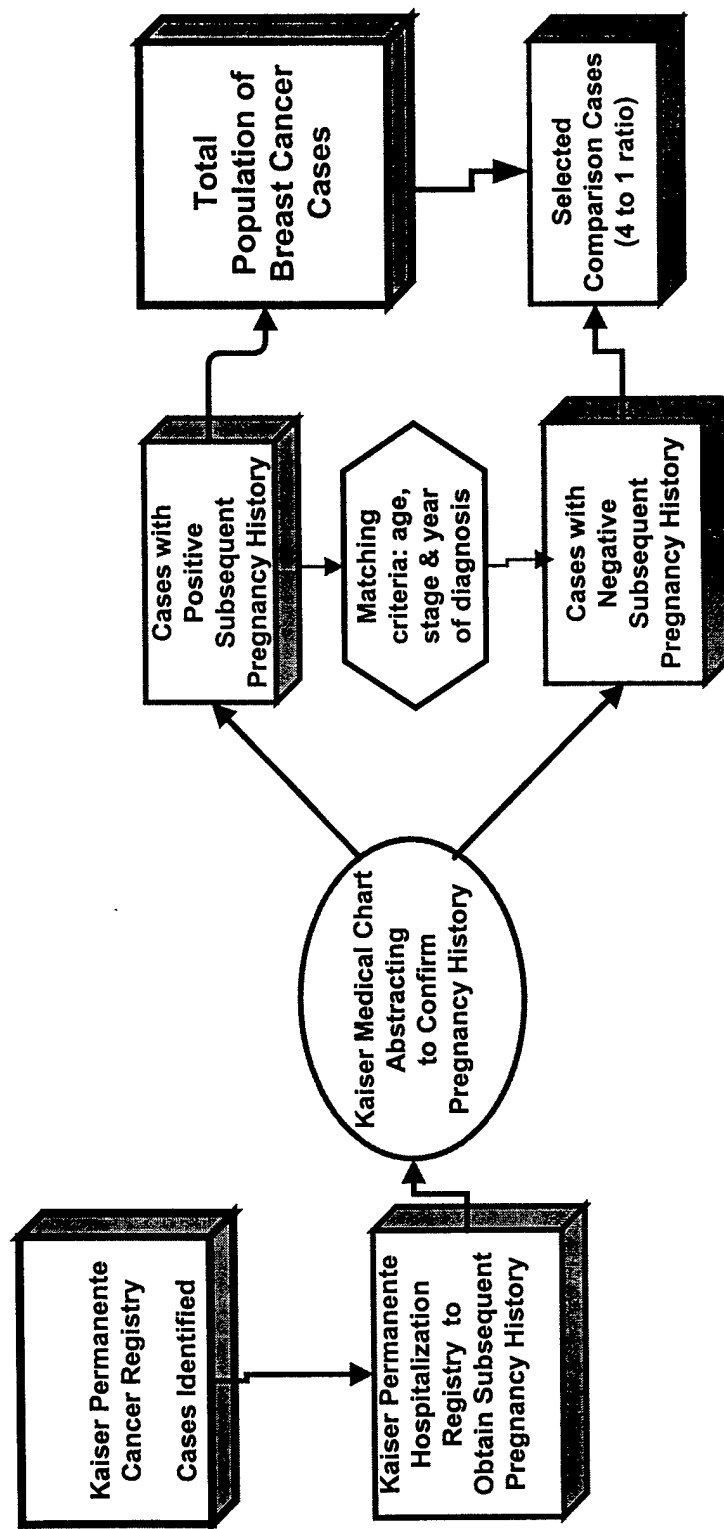 Kaiser Permanente
Cancer Registry
Cases Identified
Kaiser Permanente
Hospitalization
Registry to
Obtain Subsequent
Pregnancy History
Kaiser Medical Chart
Abstracting
to Confirm
Pregnancy History
Cases with
Positive
Subsequent
Pregnancy History
Matching
criteria: age,
stage & year
of diagnosis
Cases with
Negative
Subsequent
Pregnancy History
Total
Population of
Breast Cancer
Cases
Selected
Comparison Cases
(4 to 1 ratio)